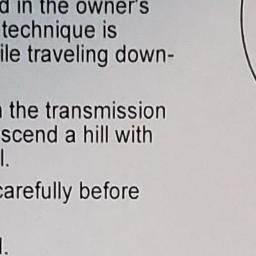 d in the owner's
technique is
ile traveling down-
the transmission
scend a hill with
l.
carefully before
l.